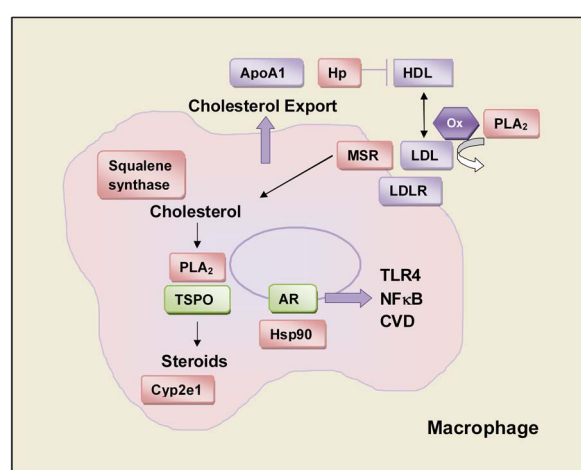 ApoA1
Hp
HDL
Cholesterol Export
Ox
PLA₂
MSR
LDL
LDLR
Squalene
synthase
Cholesterol
PLA₂
TSPO
AR
Hsp90
TLR4
NFκB
CVD
Steroids
Cyp2e1
Macrophage